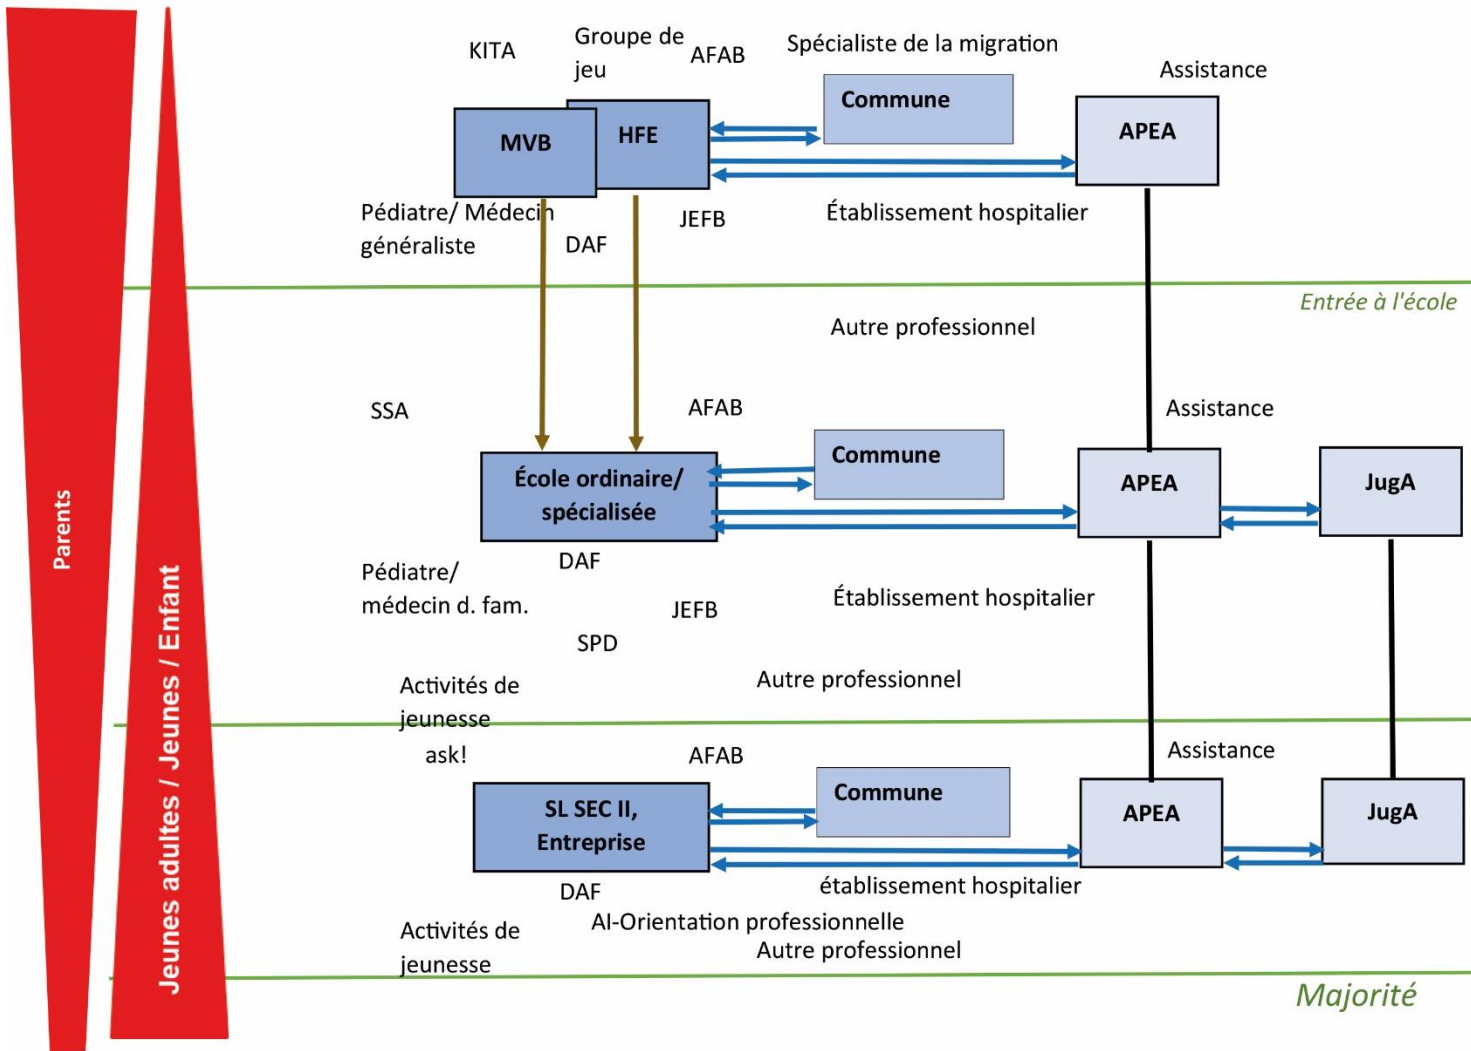 KITA
Groupe de
jeu
AFAB
Spécialiste de la migration
Assistance
MVB
HFE
Commune
APEA
Pédiatre/ Médecin
généraliste
DAF
JEFB
Établissement hospitalier
Entrée à l'école
Autre professionnel
SSA
AFAB
Assistance
École ordinaire/
spécialisée
Commune
APEA
JugA
DAF
Pédiatre/
médecin d. fam.
JEFB
Établissement hospitalier
SPD
Autre professionnel
Activités de
jeunesse
ask!
AFAB
Assistance
SL SEC II,
Entreprise
Commune
APEA
JugA
DAF
établissement hospitalier
AI-Orientation professionnelle
Autre professionnel
Activités de
jeunesse
Majorité
Parents
Jeunes adultes / Jeunes / Enfant